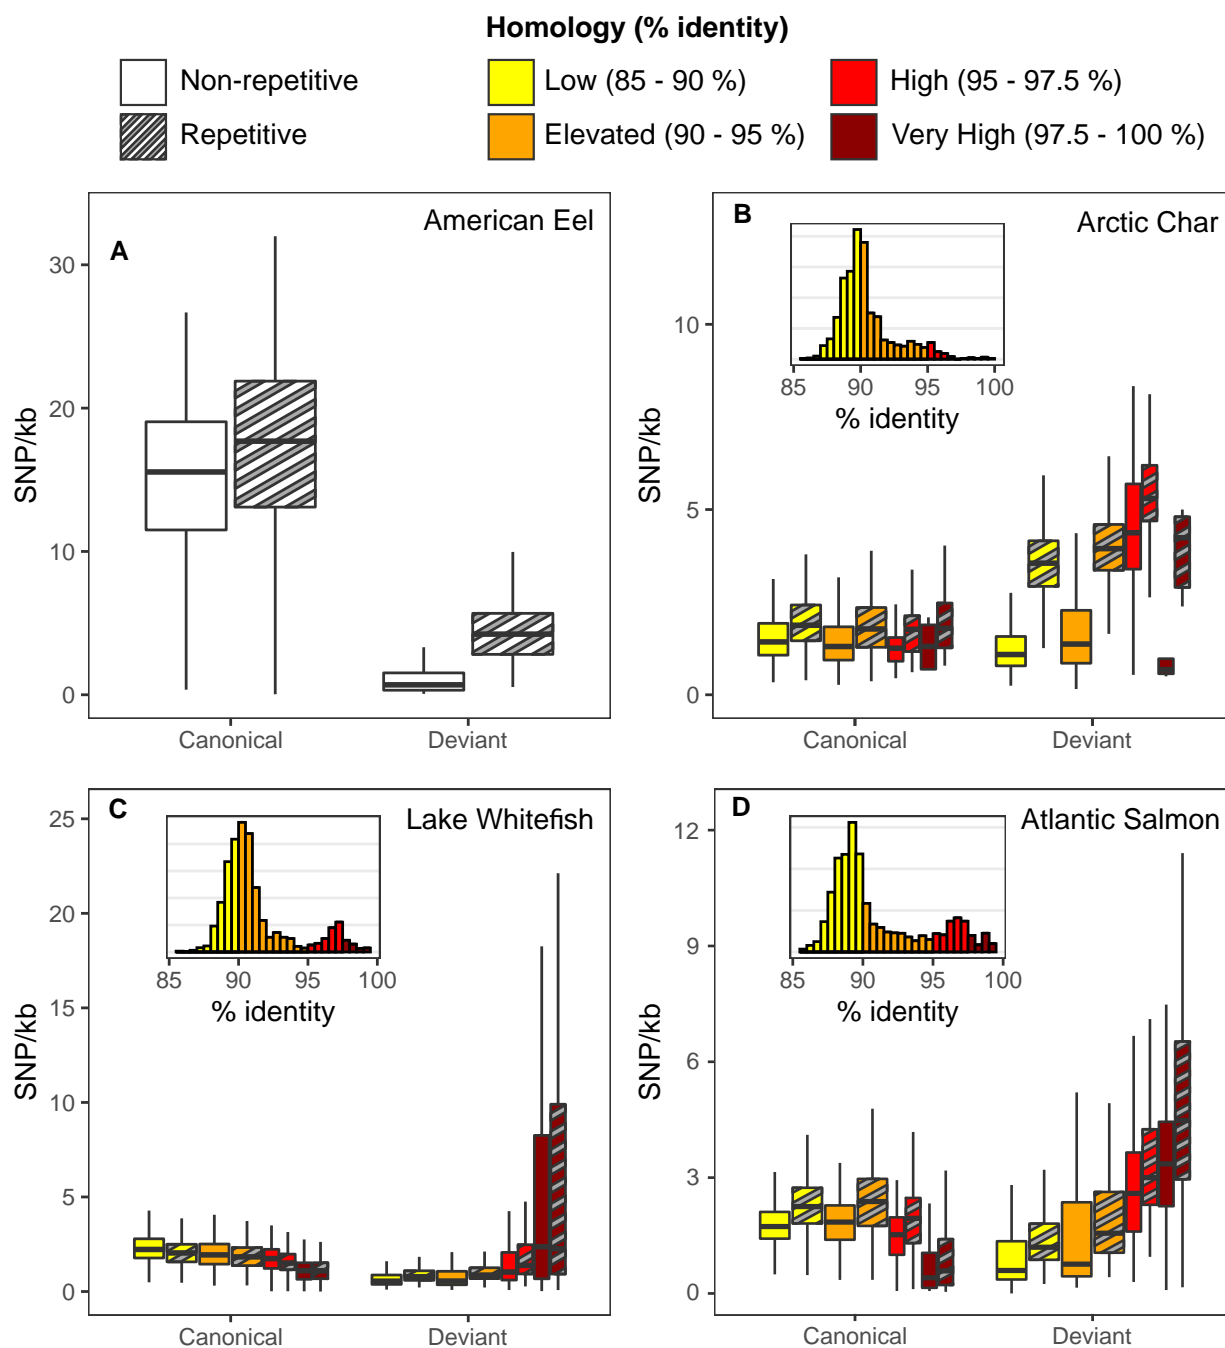 Homology (% identity)
Non-repetitive
Low (85 - 90 %)
High (95 - 97.5 %)
Repetitive
Elevated (90 - 95 %)
Very High (97.5 - 100 %)
A
American Eel
SNP/kb
30
20
10
0
Canonical
Deviant
B
Arctic Char
SNP/kb
10
5
0
85
90
95
100
% identity
Canonical
Deviant
C
Lake Whitefish
SNP/kb
25
20
15
10
5
0
85
90
95
100
% identity
Canonical
Deviant
D
Atlantic Salmon
SNP/kb
12
9
6
3
0
85
90
95
100
% identity
Canonical
Deviant